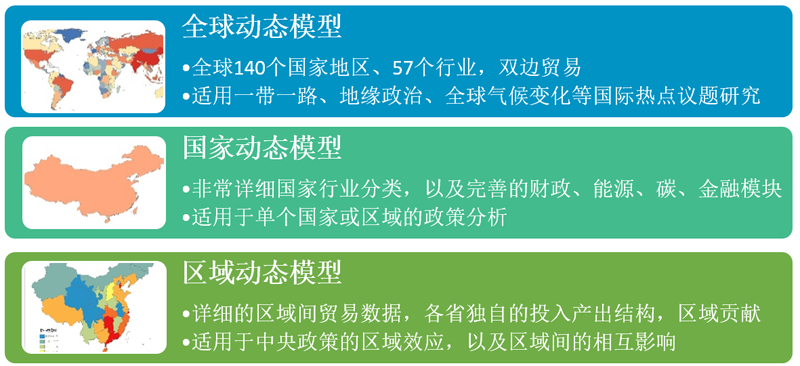 全球动态模型
•全球140个国家地区、57个行业，双边贸易
•适用一带一路、地缘政治、全球气候变化等国际热点议题研究
国家动态模型
•非常详细国家行业分类，以及完善的财政、能源、碳、金融模块
•适用于单个国家或区域的政策分析
区域动态模型
•详细的区域间贸易数据，各省独自的投入产出结构，区域贡献
•适用于中央政策的区域效应，以及区域间的相互影响